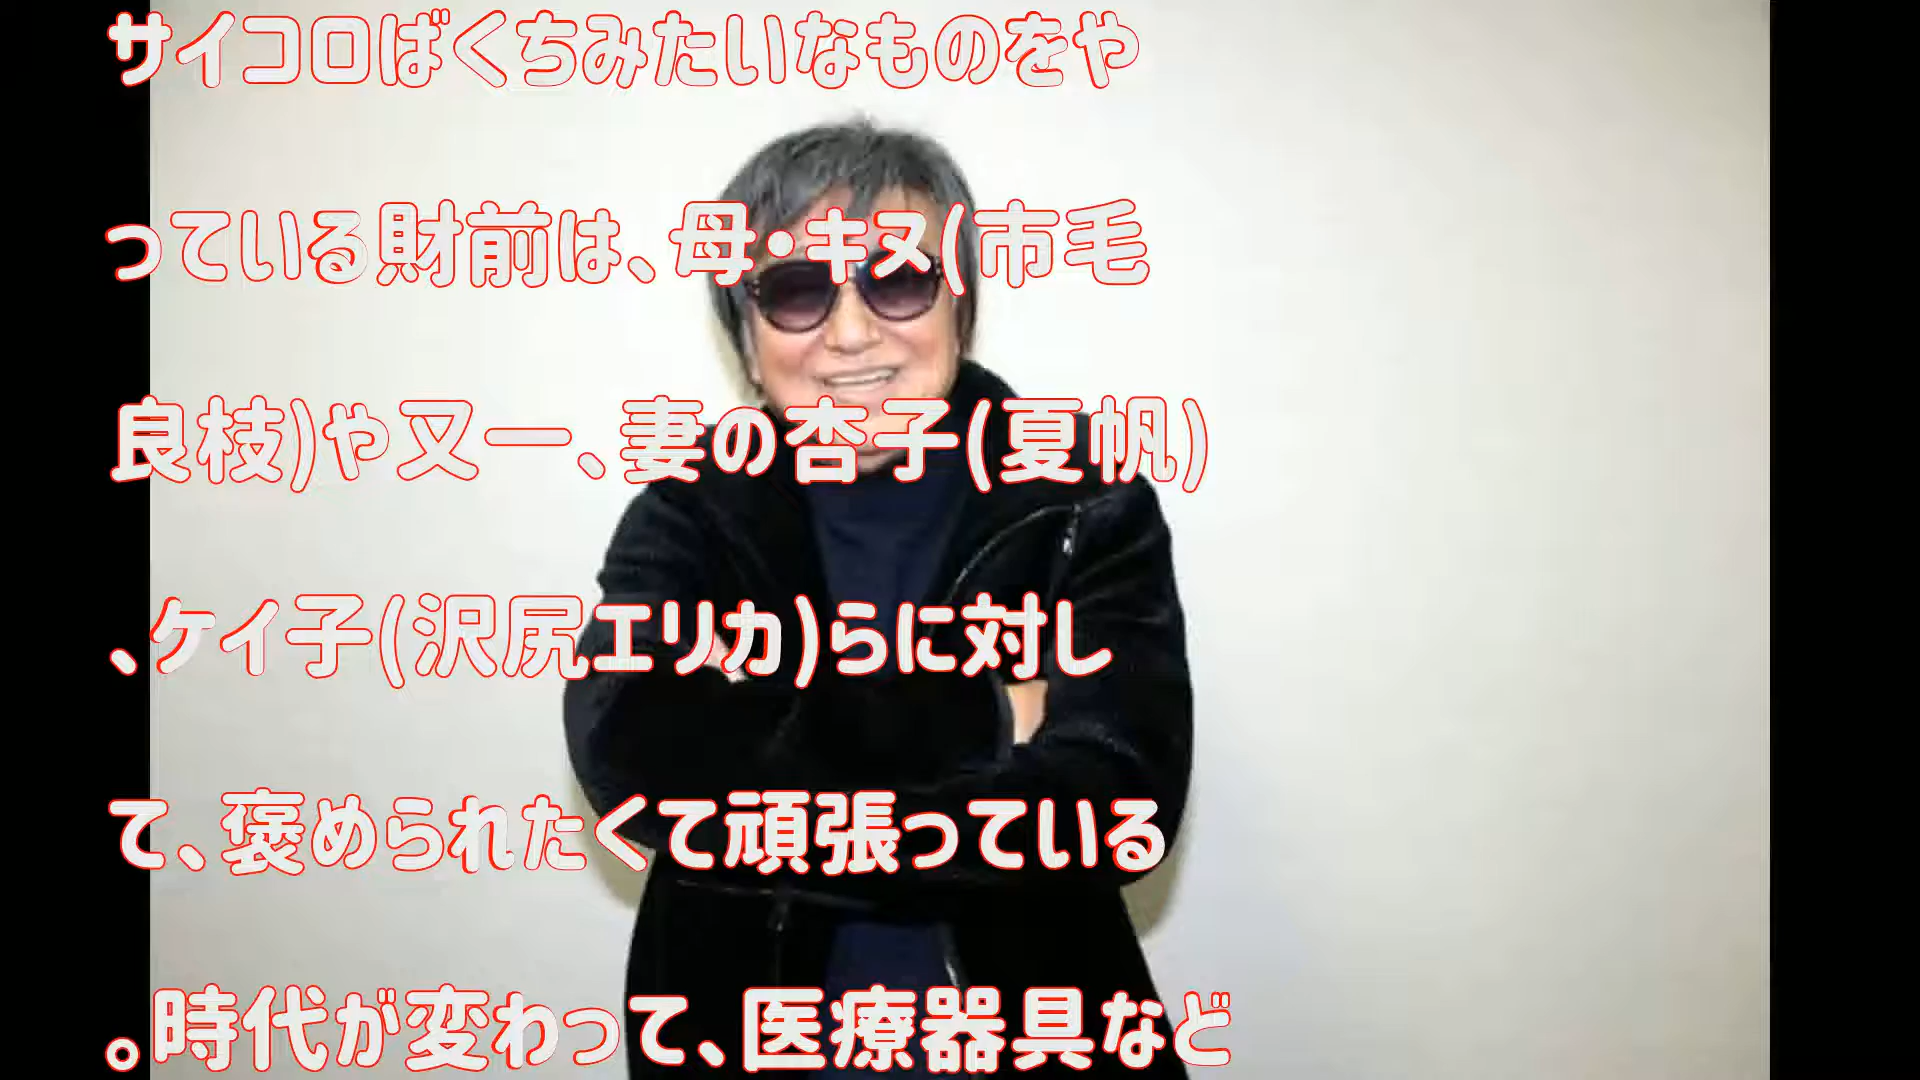 サイコロばくちみたいなものをや
っている財前は、母・キヌ(市毛
良枝)や又一、妻の杏子(夏帆)
、ケイ子(沢尻エリカ)らに対し
て、褒められたくて頑張っている
。時代が変わって、医療器具など